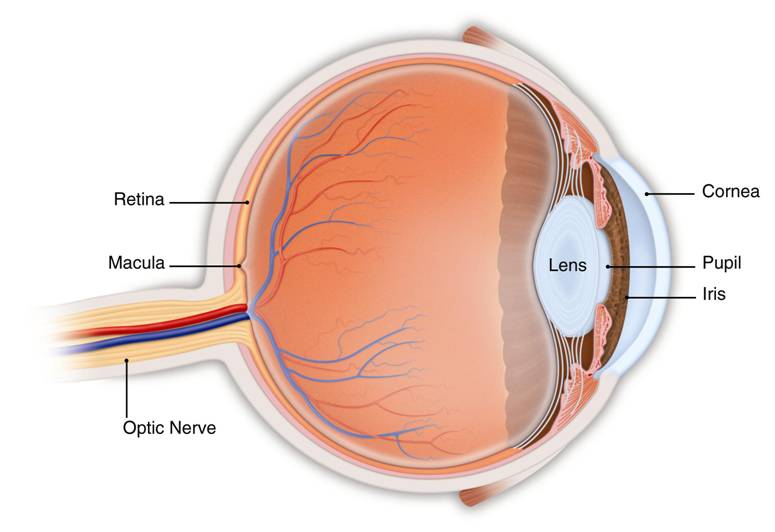 Retina
Macula
Optic Nerve
Lens
Cornea
Pupil
Iris